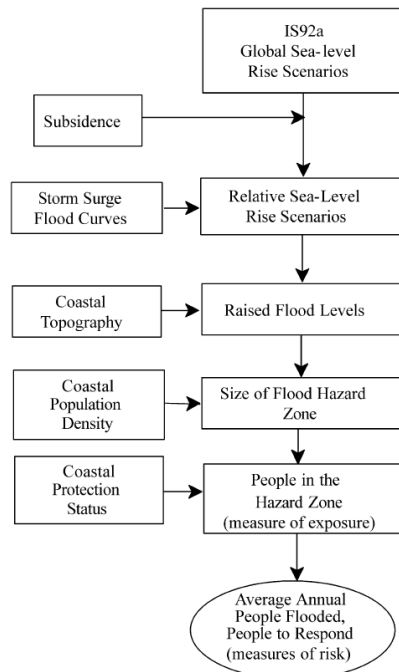 IS92a
Global Sea-level
Rise Scenarios
Subsidence
Storm Surge
Flood Curves
Relative Sea-Level
Rise Scenarios
Coastal
Topography
Raised Flood Levels
Coastal
Population
Density
Size of Flood Hazard
Zone
Coastal
Protection
Status
People in the
Hazard Zone
(measure of exposure)
Average Annual
People Flooded,
People to Respond
(measures of risk)